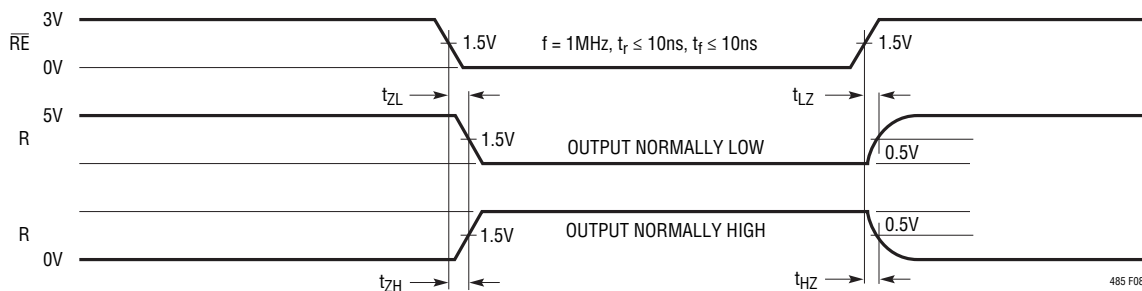 3V
RE
0V
1.5V
f = 1MHz, tr ≤ 10ns, tf ≤ 10ns
1.5V
tZL
tLZ
5V
R
1.5V
OUTPUT NORMALLY LOW
0.5V
R
0V
1.5V
OUTPUT NORMALLY HIGH
0.5V
tZH
tHZ
485 F08